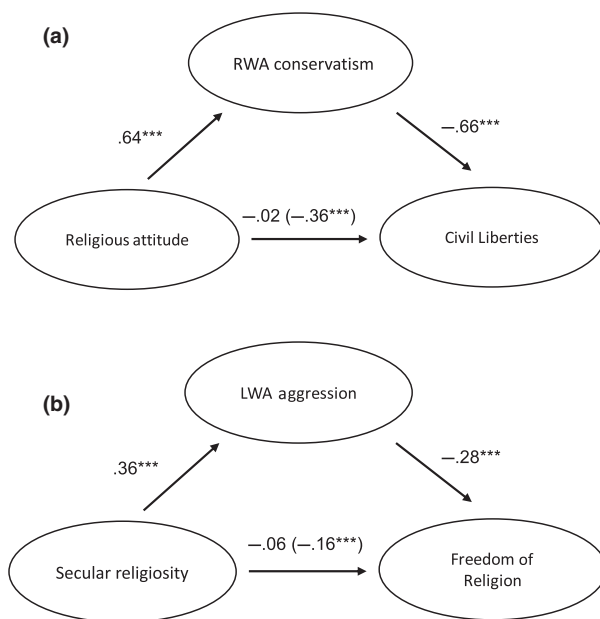 (a)
RWA conservatism
.64***
—.66***
—.02 (—.36***)
Religious attitude
Civil Liberties
(b)
LWA aggression
.36***
—.28***
—.06 (—.16***)
Secular religiosity
Freedom of
Religion